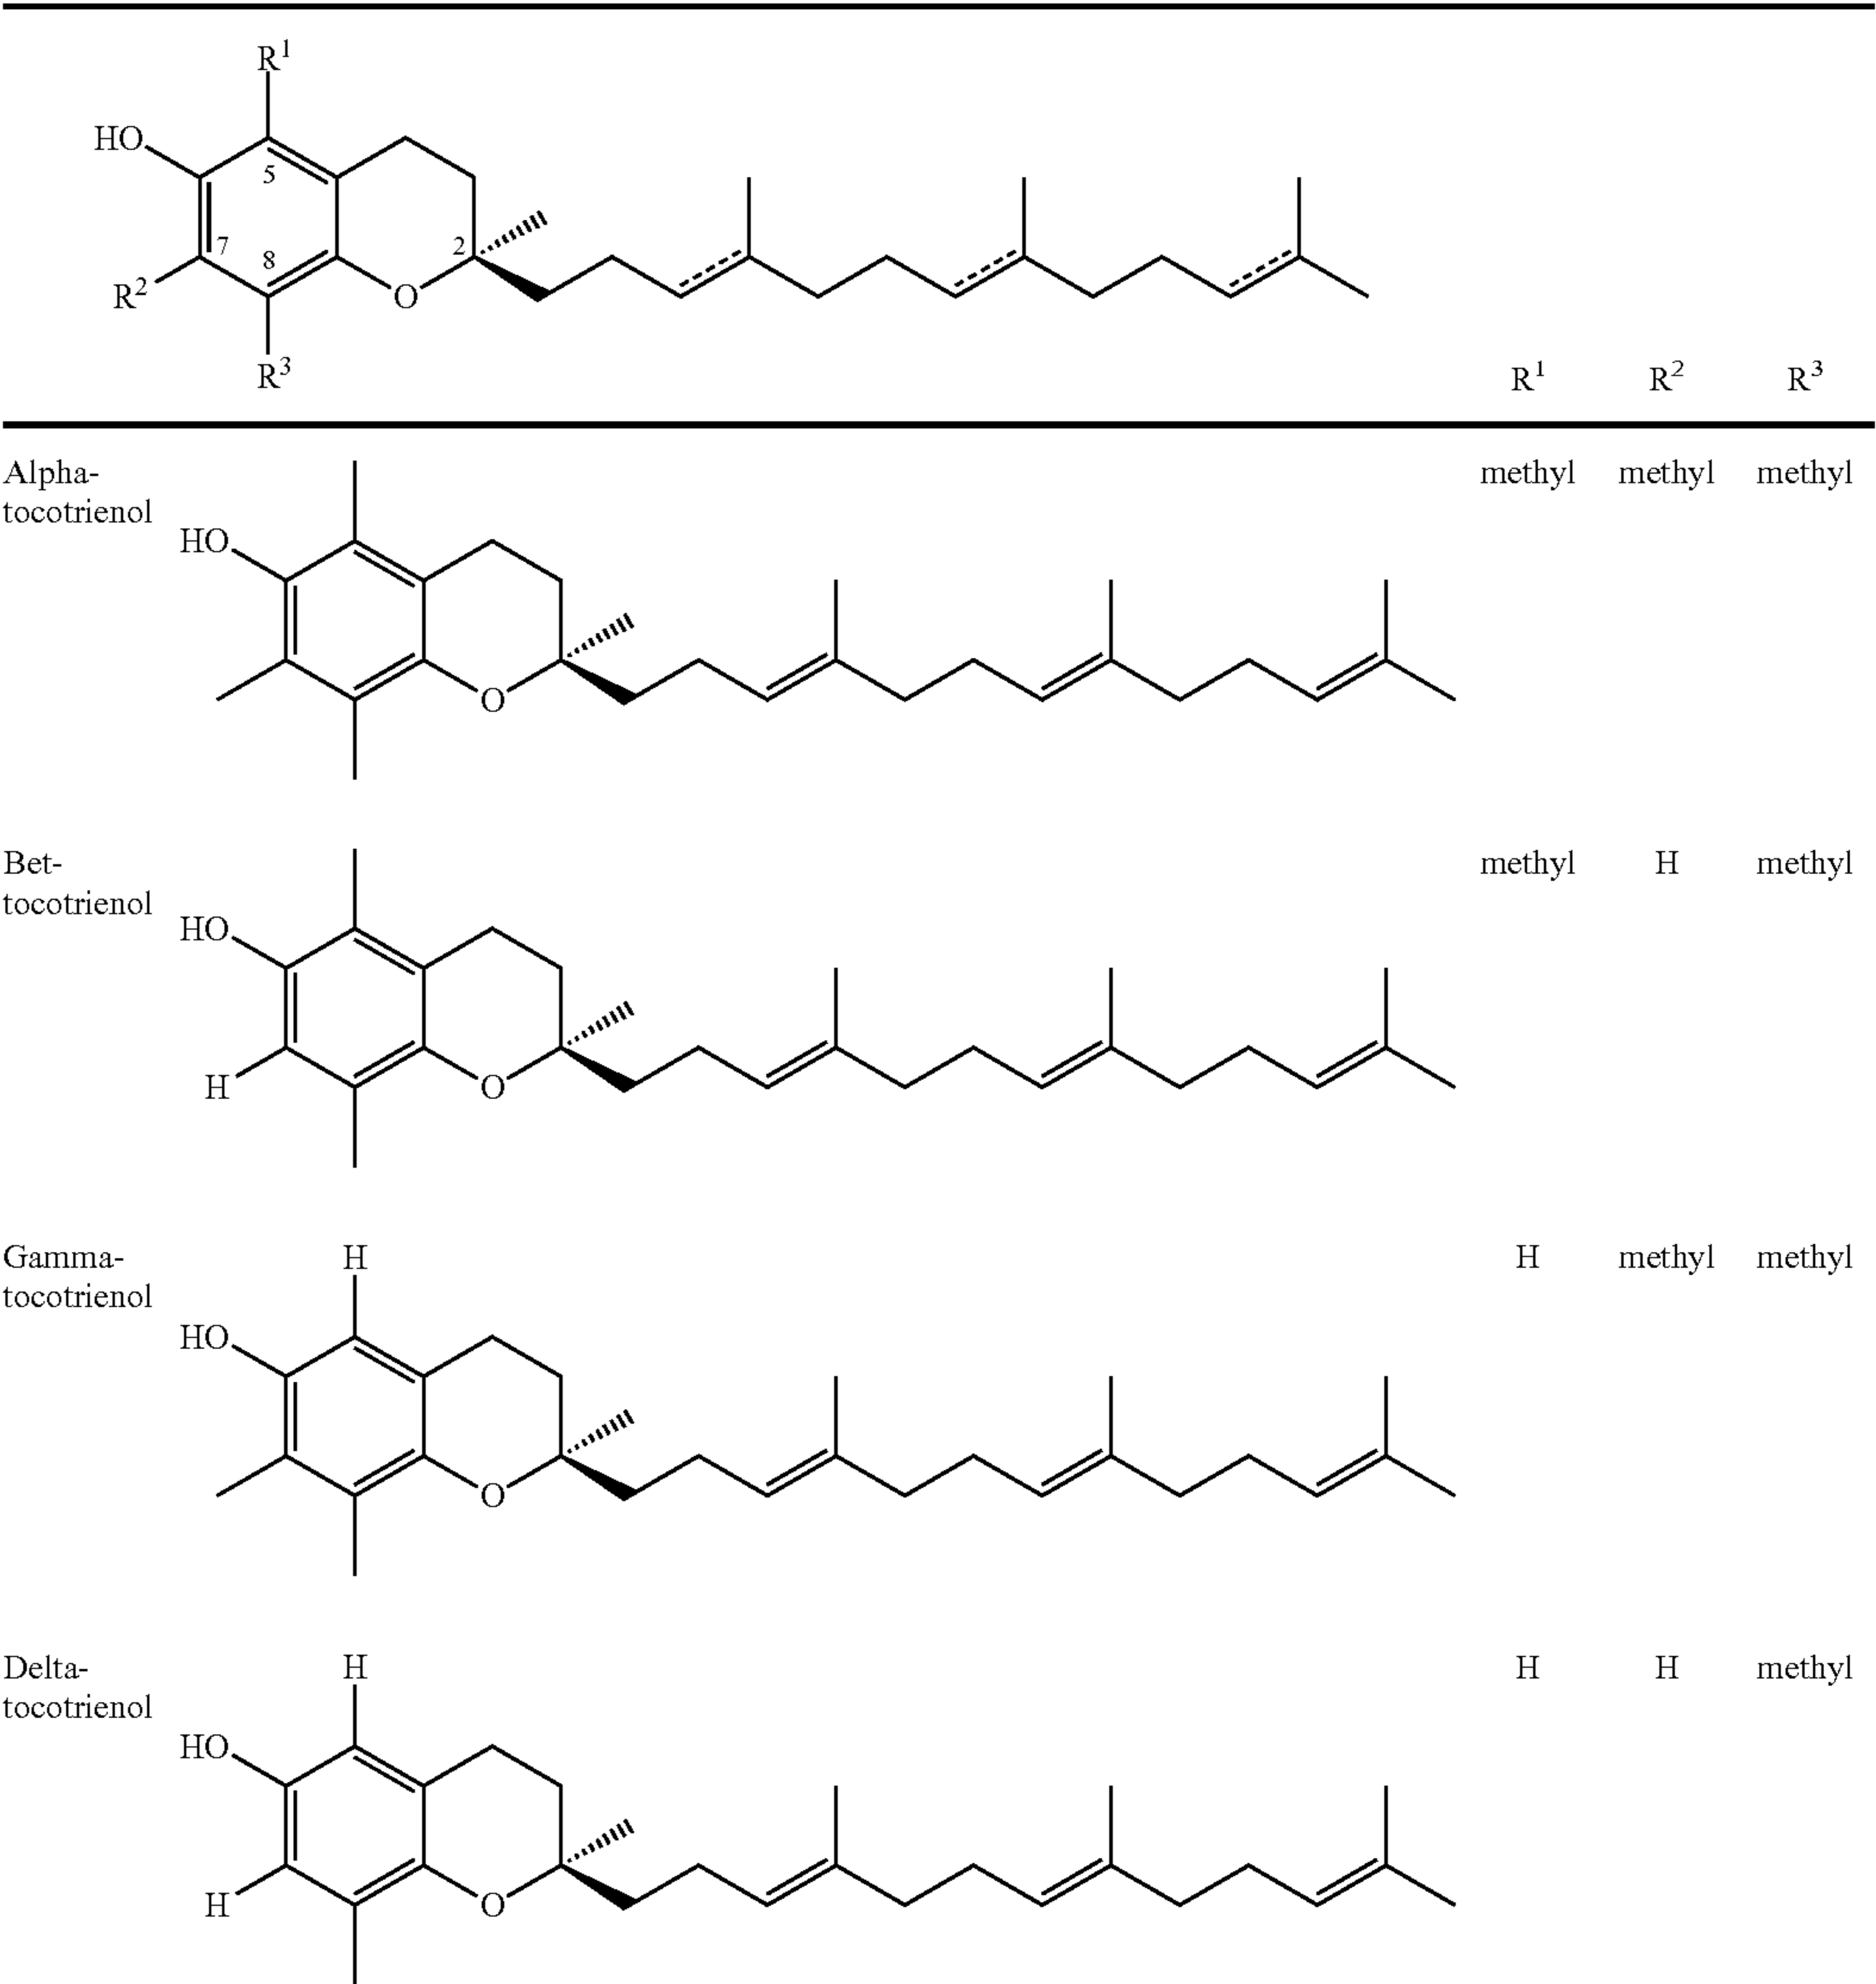 R¹
HO
5
7
8
2
R²
O
R³
R¹ R² R³
Alpha-
tocotrienol
methyl methyl methyl
HO
O
Bet-
tocotrienol
methyl H methyl
HO
H
O
Gamma-
tocotrienol
H
H methyl methyl
HO
O
Delta-
tocotrienol
H
H H methyl
HO
H
O